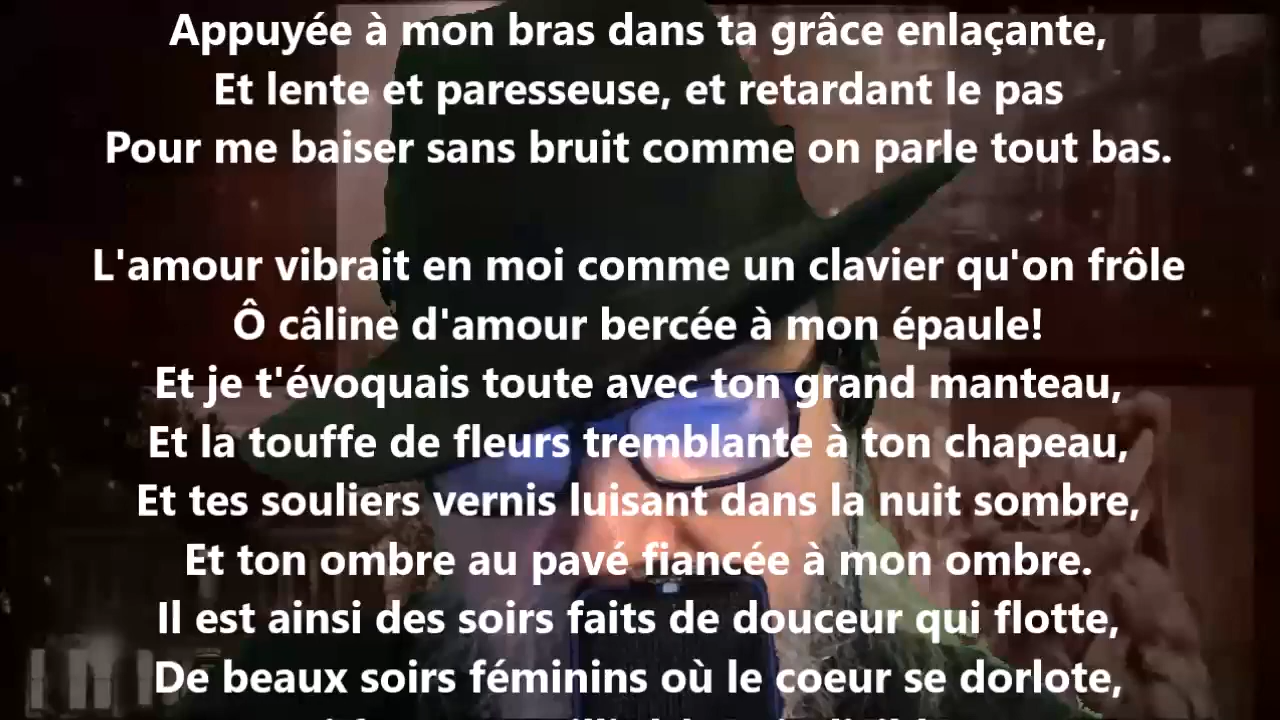 Appuyée à mon bras dans ta grâce enlaçante,
Et lente et paresseuse, et retardant le pas
Pour me baiser sans bruit comme on parle tout bas.
L'amour vibrait en moi comme un clavier qu'on frôle
Ô câline d'amour bercée à mon épaule!
Et je t'évoquais toute avec ton grand manteau,
Et la touffe de fleurs tremblante à ton chapeau,
Et tes souliers vernis luisant dans la nuit sombre,
Et ton ombre au pavé fiancée à mon ombre.
Il est ainsi des soirs faits de douceur qui flotte,
De beaux soirs féminins où le coeur se dorlote,